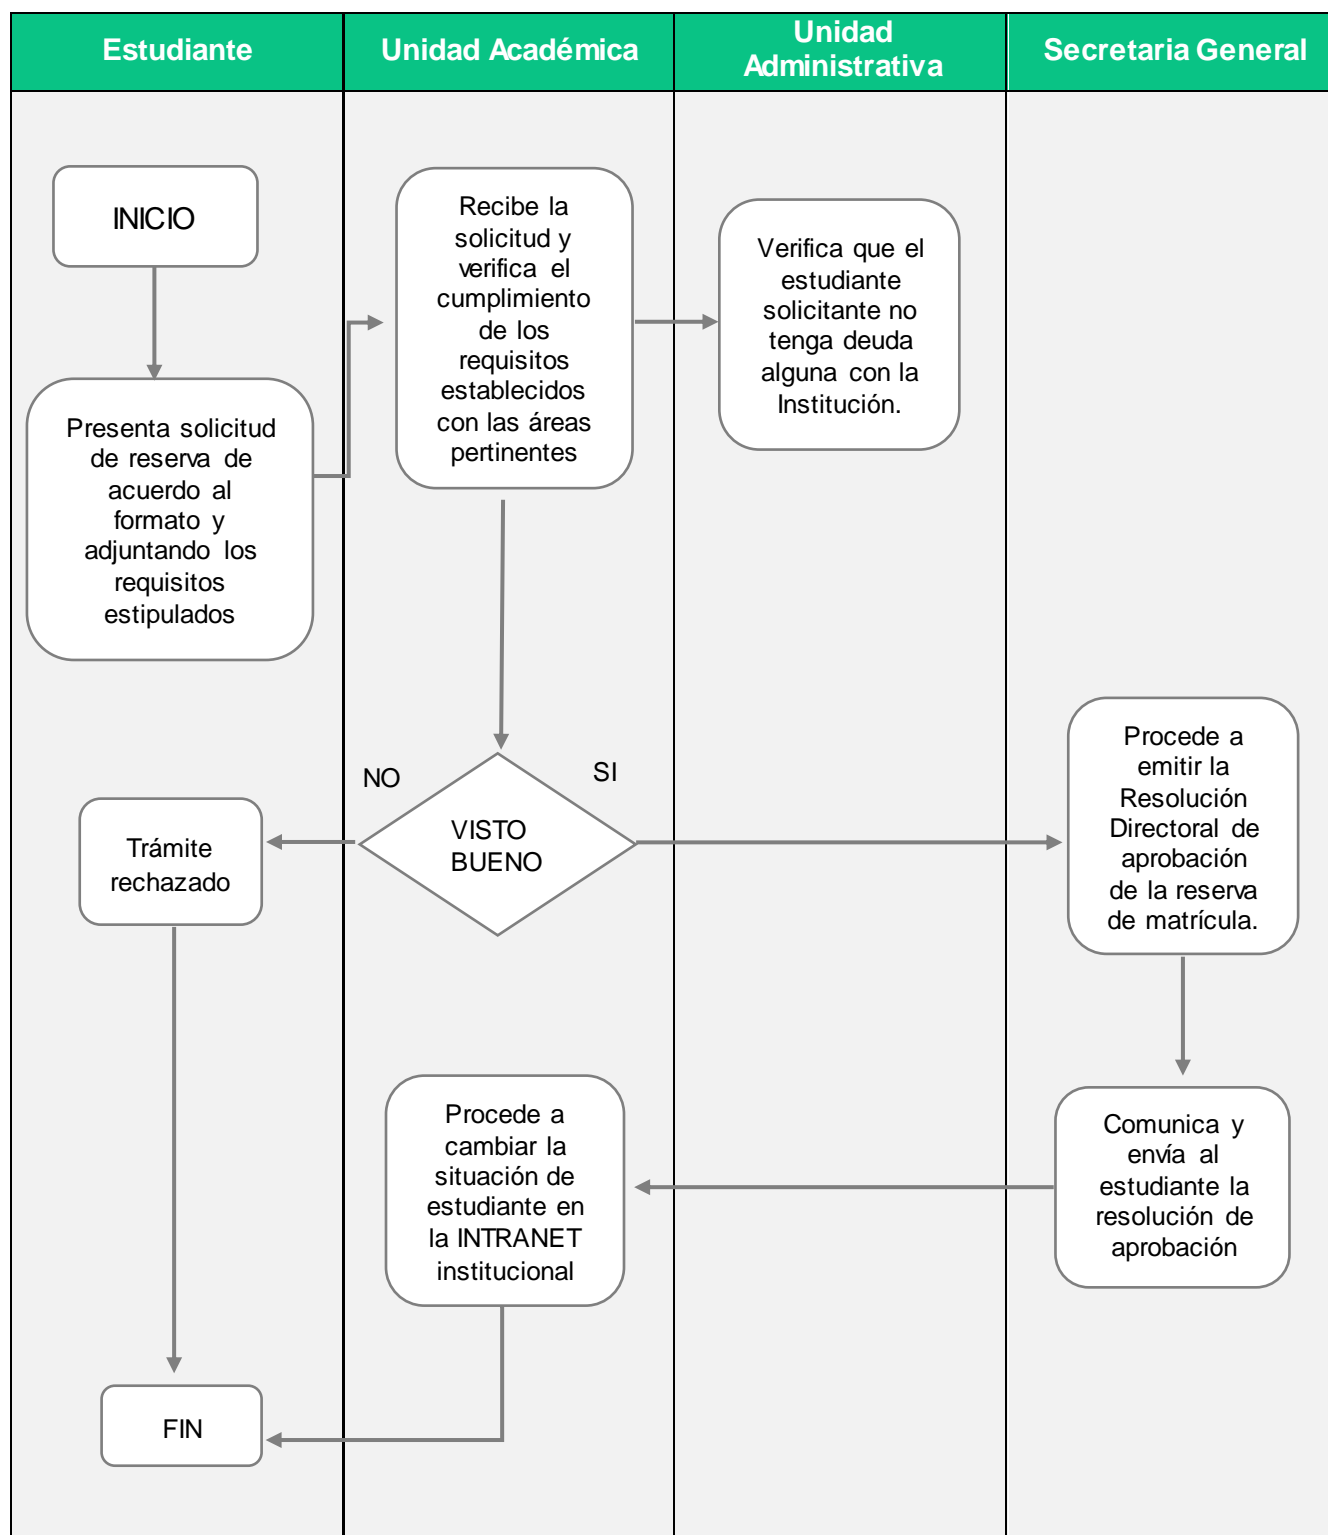 Estudiante
Unidad Académica
Unidad
Administrativa
Secretaria General
INICIO
Presenta solicitud
de reserva de
acuerdo al
formato y
adjuntando los
requisitos
estipulados
Recibe la
solicitud y
verifica el
cumplimiento
de los
requisitos
establecidos
con las áreas
pertinentes
Verifica que el
estudiante
solicitante no
tenga deuda
alguna con la
Institución.
NO
SI
VISTO
BUENO
Trámite
rechazado
Procede a
emitir la
Resolución
Directoral de
aprobación
de la reserva
de matrícula.
Comunica y
envía al
estudiante la
resolución de
aprobación
Procede a
cambiar la
situación de
estudiante en
la INTRANET
institucional
FIN